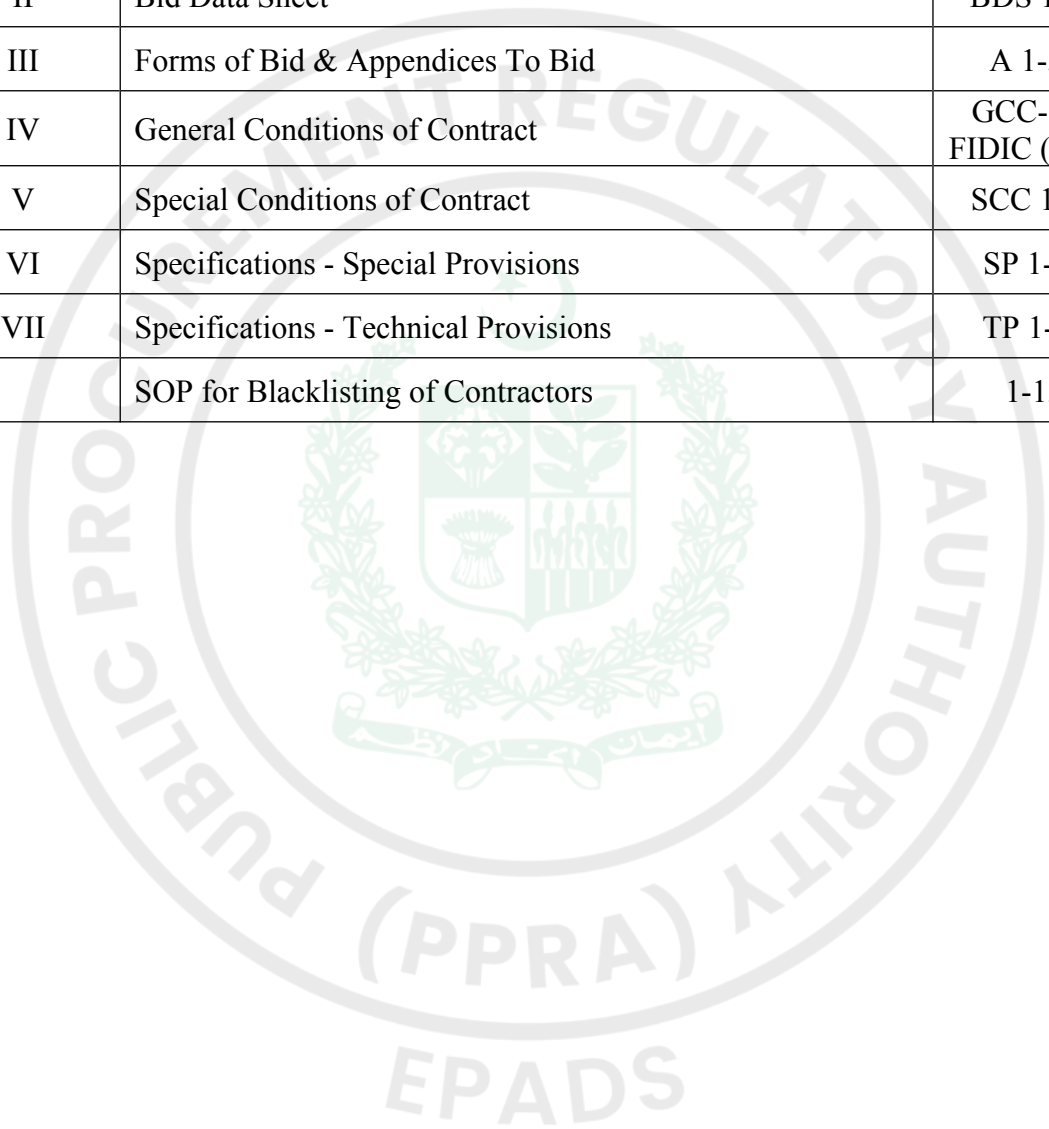 II Bid Data Sheet BDS 1
III Forms of Bid & Appendices To Bid A 1-
IV General Conditions of Contract GCC-
FIDIC (
V Special Conditions of Contract SCC 1
VI Specifications - Special Provisions SP 1-
VII Specifications - Technical Provisions TP 1-
SOP for Blacklisting of Contractors 1-1
PUBLIC PROCUREMENT REGULATORY AUTHORITY
(PPRA)
EPADS